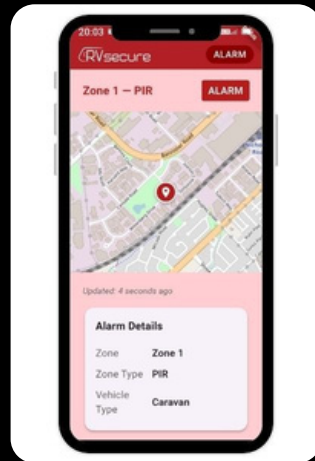 20:03
RVsecure
ALARM
Zone 1 – PIR
ALARM
Updated: 4 seconds ago
Alarm Details
Zone Zone 1
Zone Type PIR
Vehicle Type Caravan